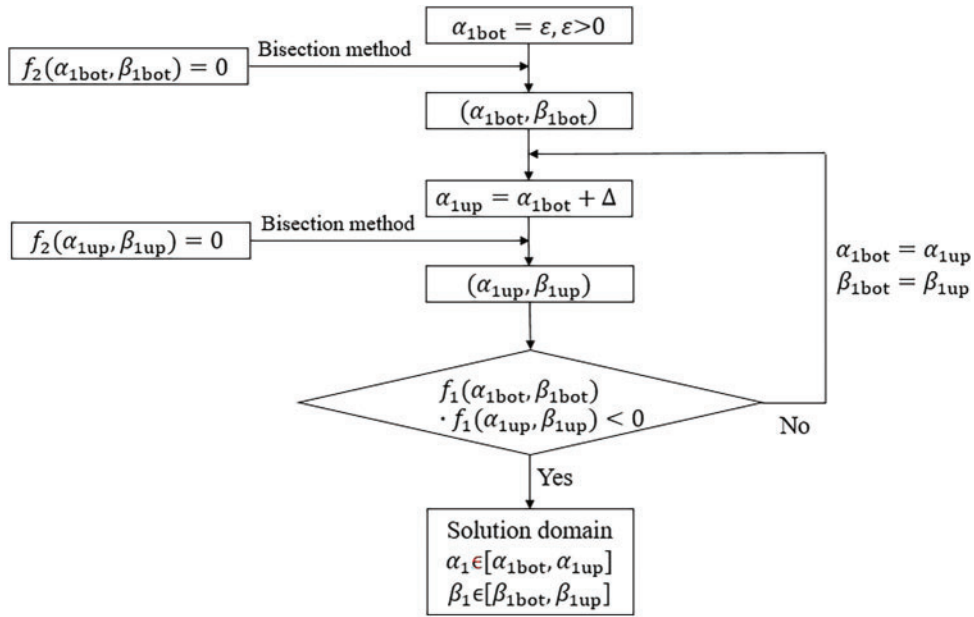 α₁bot = ε, ε>0
Bisection method
f₂(α₁bot, β₁bot) = 0
(α₁bot, β₁bot)
α₁up = α₁bot + Δ
Bisection method
f₂(α₁up, β₁up) = 0
(α₁up, β₁up)
α₁bot = α₁up
β₁bot = β₁up
f₁(α₁bot, β₁bot)
· f₁(α₁up, β₁up) < 0
No
Yes
Solution domain
α₁ϵ[α₁bot, α₁up]
β₁ϵ[β₁bot, β₁up]